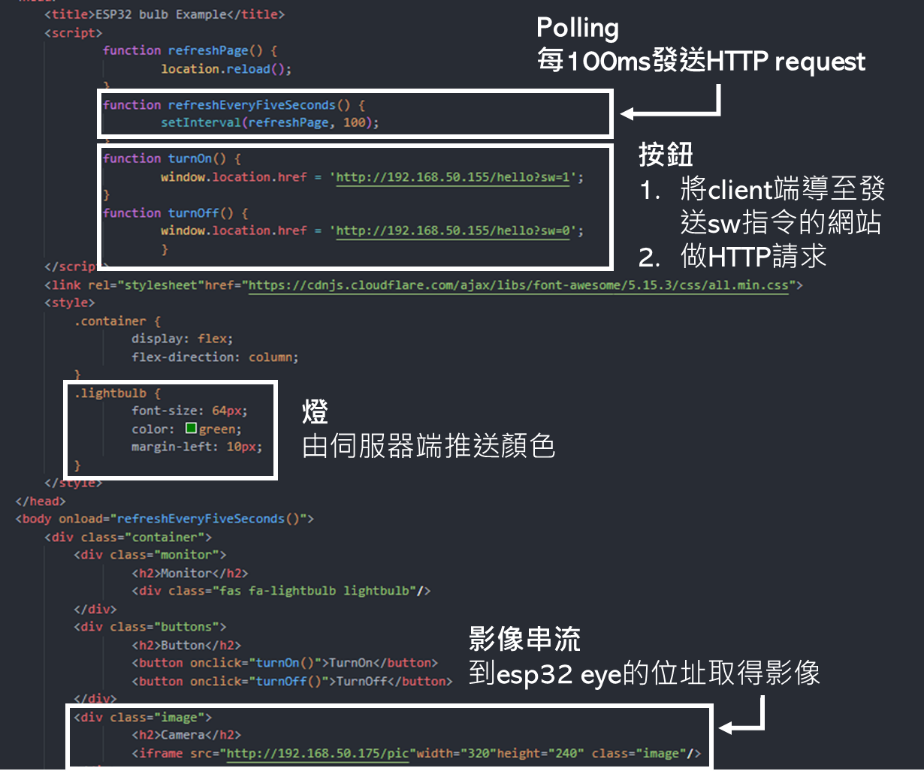 <title>ESP32 bulb Example</title>
<script>
function refreshPage() {
location.reload();
}
function refreshEveryFiveSeconds() {
setInterval(refreshPage, 100);
}
function turnOn() {
window.location.href = 'http://192.168.50.155/hello?sw=1';
}
function turnOff() {
window.location.href = 'http://192.168.50.155/hello?sw=0';
}
</script>
<link rel="stylesheet"href="https://cdnjs.cloudflare.com/ajax/libs/font-awesome/5.15.3/css/all.min.css">
<style>
.container {
display: flex;
flex-direction: column;
}
.lightbulb {
font-size: 64px;
color: green;
margin-left: 10px;
}
</style>
</head>
<body onload="refreshEveryFiveSeconds()">
<div class="container">
<div class="monitor">
<h2>Monitor</h2>
<div class="fas fa-lightbulb lightbulb"/>
</div>
<div class="buttons">
<h2>Button</h2>
<button onclick="turnOn()">TurnOn</button>
<button onclick="turnOff()">TurnOff</button>
</div>
<div class="image">
<h2>Camera</h2>
<iframe src="http://192.168.50.175/pic"width="320"height="240" class="image"/>
Polling
每100ms發送HTTP request
按鈕
1. 將client端導至發
送sw指令的網站
2. 做HTTP請求
燈
由伺服器端推送顏色
影像串流
到esp32 eye的位址取得影像